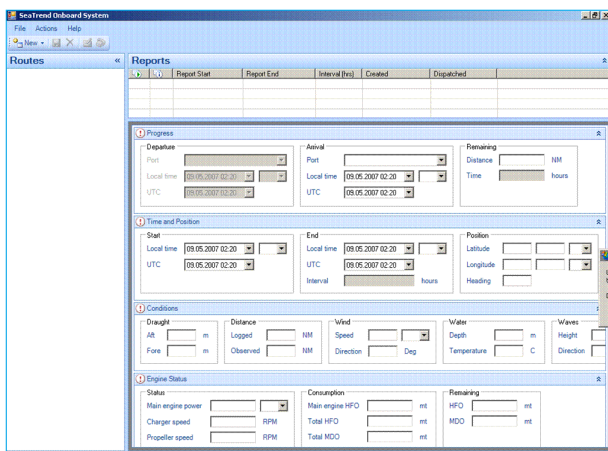 SeaTrend Onboard System
File Actions Help
New
Routes «
Reports
Report Start Report End Interval (hrs) Created Dispatched
Progress
Departure Arrival Remaining
Port Port Distance NM
Local time 09.05.2007 02:20 Local time 09.05.2007 02:20 Time hours
UTC 09.05.2007 02:20 UTC 09.05.2007 02:20
Time and Position
Start End Position
Local time 09.05.2007 02:20 Local time 09.05.2007 02:20 Latitude
UTC 09.05.2007 02:20 UTC 09.05.2007 02:20 Longitude
Interval hours Heading
Conditions
Draught Distance Wind Water Waves
Aft m Logged NM Speed Depth m Height
Fore m Observed NM Direction Deg Temperature C Direction
Engine Status
Status Consumption Remaining
Main engine power Main engine HFO mt HFO mt
Charger speed RPM Total HFO mt MDO mt
Propeller speed RPM Total MDO mt